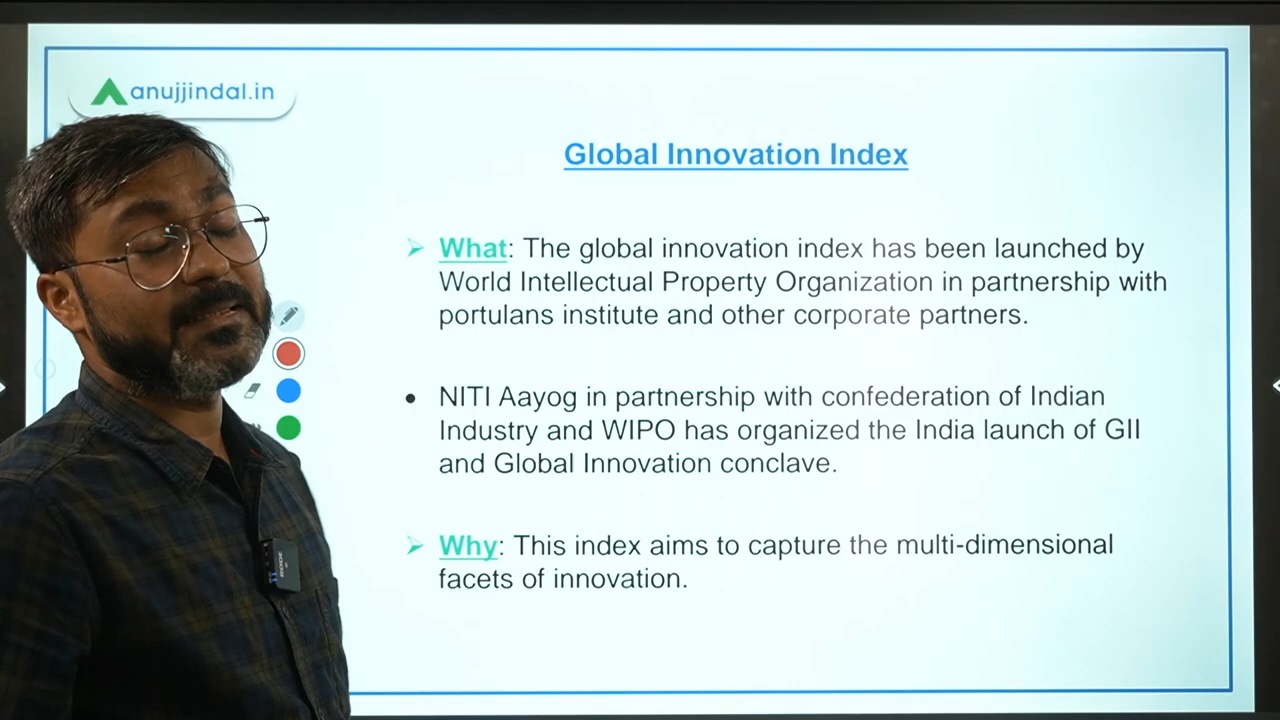 anujjindal.in
Global Innovation Index
What: The global innovation index has been launched by
World Intellectual Property Organization in partnership with
portulans institute and other corporate partners.
NITI Aayog in partnership with confederation of Indian
Industry and WIPO has organized the India launch of GII
and Global Innovation conclave.
Why: This index aims to capture the multi-dimensional
facets of innovation.